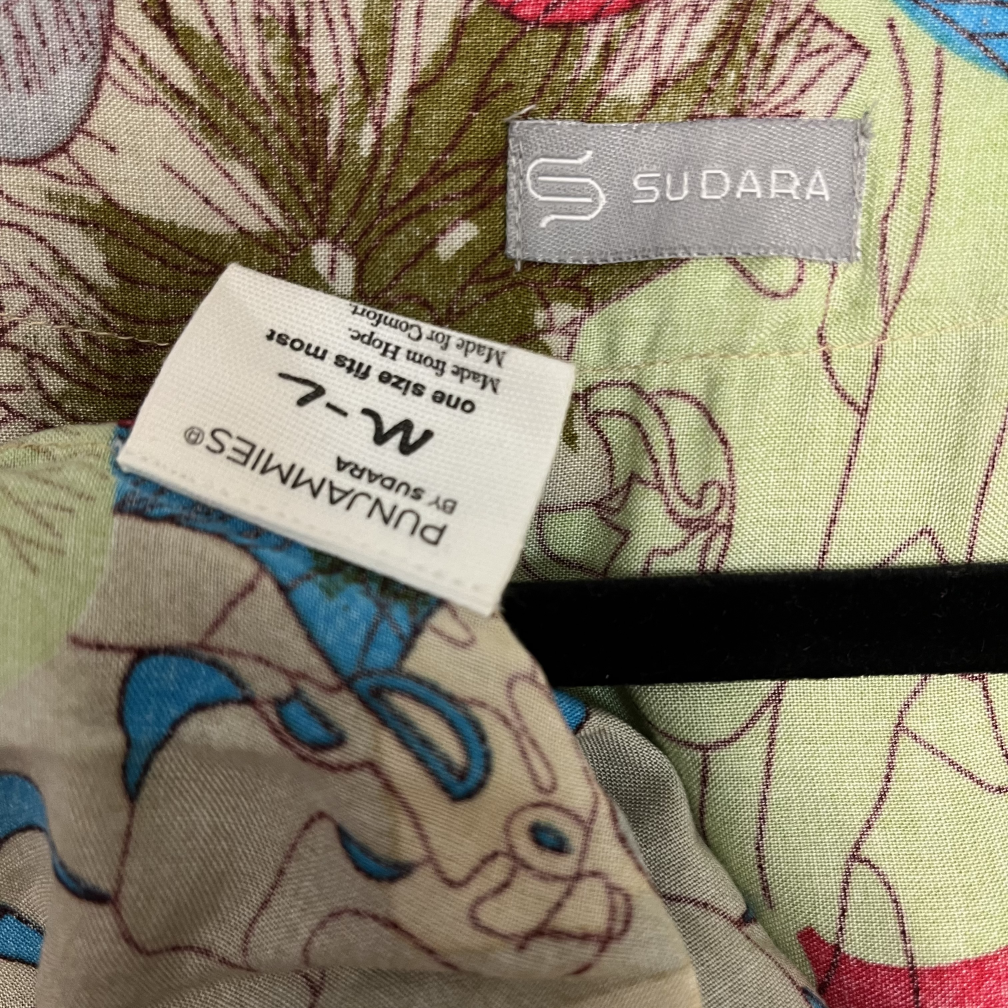 SUDARA
PUNJAMMIES®
BY SUDARA
M-L
one size fits most
Made from Hope.
Made for Comfort.